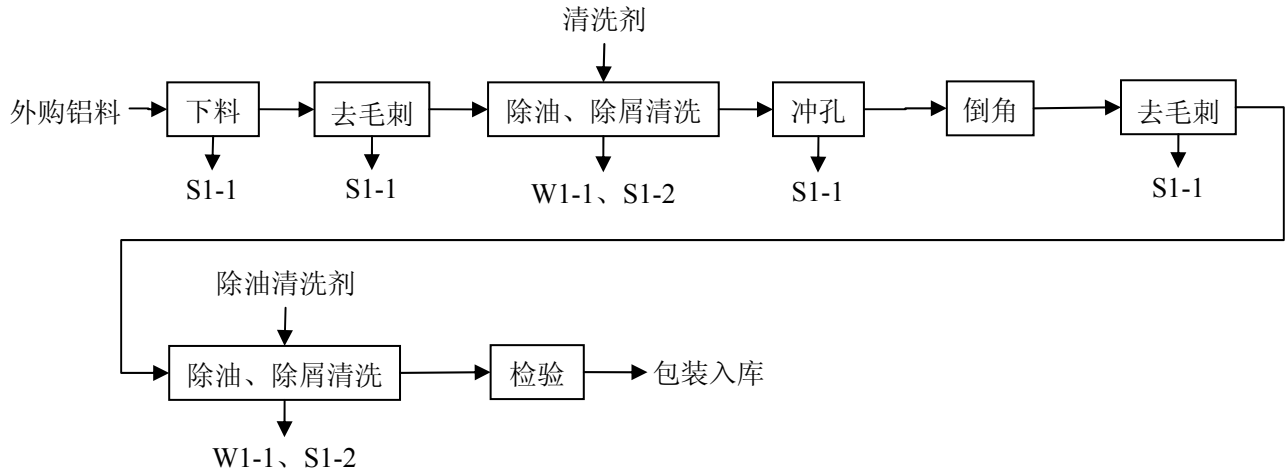 清洗剂
外购铝料
下料
去毛刺
除油、除屑清洗
冲孔
倒角
去毛刺
S1-1
S1-1
W1-1、S1-2
S1-1
S1-1
除油清洗剂
除油、除屑清洗
检验
包装入库
W1-1、S1-2